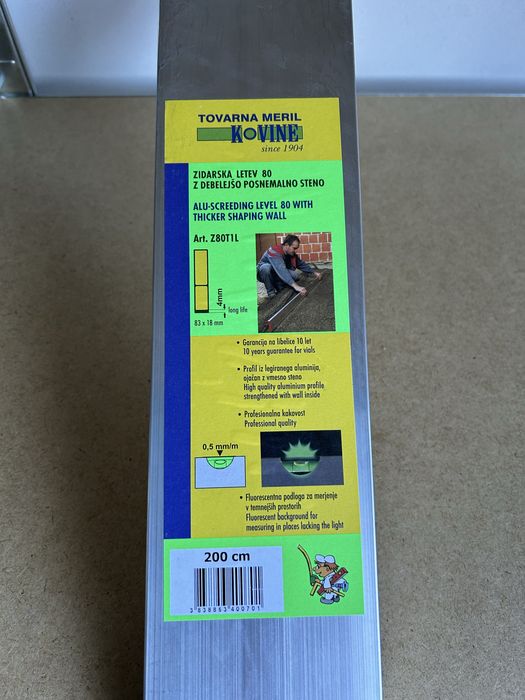 TOVARNA MERIL
KOVINE
since 1904
ZIDARSKA LETEV 80
Z DEBELEJŠO POSNEMALNO STENO
ALU-SCREEDING LEVEL 80 WITH
THICKER SHAPING WALL
Art. Z80T1L
4mm
long life
83 x 18 mm
• Garancija na libelice 10 let
10 years guarantee for vials
• Profil iz legiranega aluminija,
ojačan z vmesno steno
High quality aluminium profile
strengthened with wall inside
• Profesionalna kakovost
Professional quality
0,5 mm/m
• Fluorescentna podloga za merjenje
v temnejših prostorih
Fluorescent background for
measuring in places lacking the light
200 cm
3838853400701